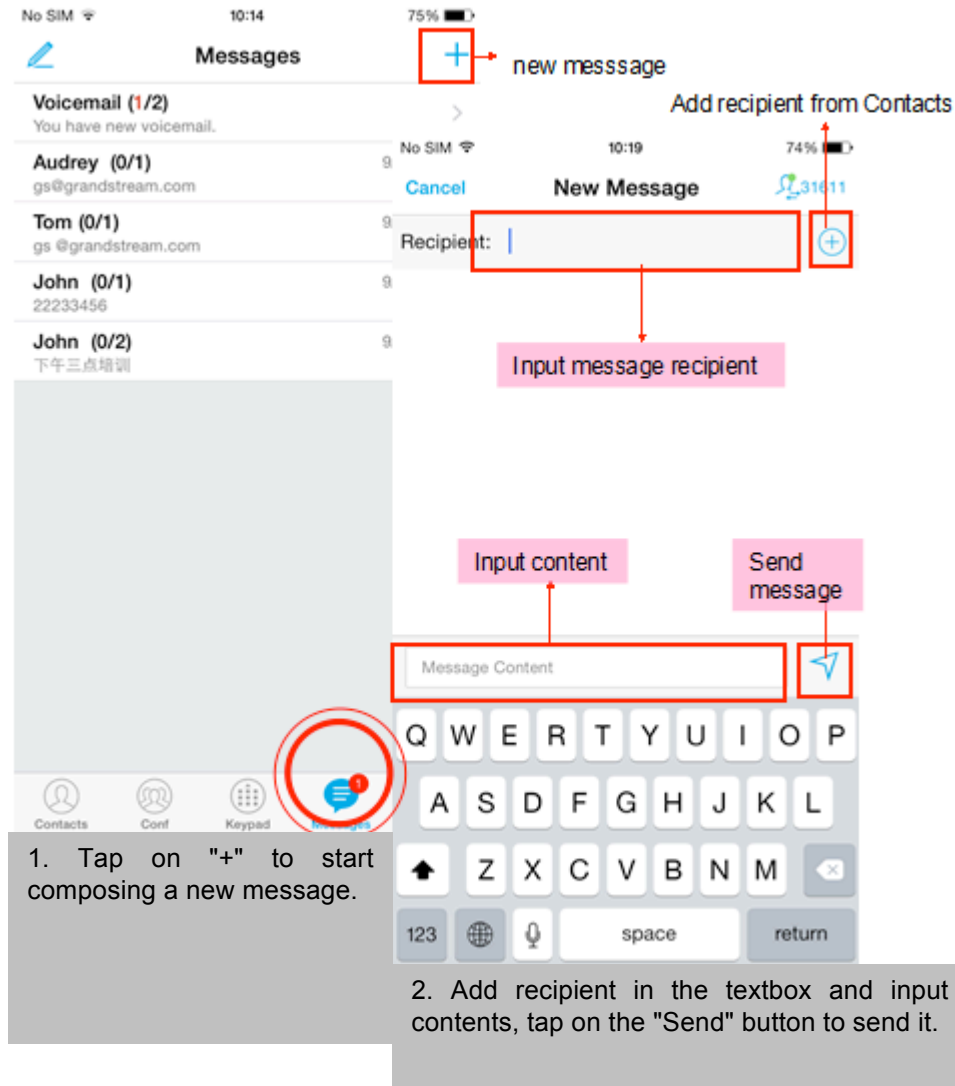 No SIM 10:14 75%
Messages
+
new messsage
Voicemail (1/2)
You have new voicemail.
Add recipient from Contacts
Audrey (0/1) 9
gs@grandstream.com
Tom (0/1) 9
gs @grandstream.com
John (0/1) 9
22233456
John (0/2) 9
下午三点培训
No SIM 10:19 74%
Cancel New Message 31611
Recipient:
Input message recipient
Input content
Send
message
Message Content
Q W E R T Y U I O P
A S D F G H J K L
Z X C V B N M
123 space return
1
Contacts Conf Keypad Messages
1. Tap on "+" to start
composing a new message.
2. Add recipient in the textbox and input
contents, tap on the "Send" button to send it.